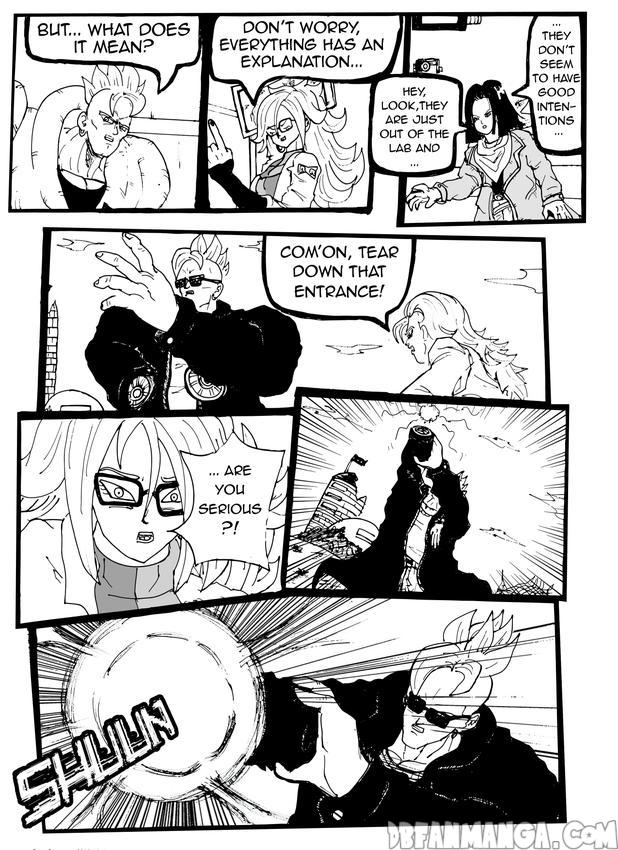 BUT... WHAT DOES
IT MEAN?
DON'T WORRY,
EVERYTHING HAS AN
EXPLANATION...
HEY,
LOOK,THEY
ARE JUST
OUT OF THE
LAB AND
...
...
THEY
DON'T
SEEM
TO HAVE
GOOD
INTEN-
TIONS
...
COM'ON, TEAR
DOWN THAT
ENTRANCE!
... ARE
YOU
SERIOUS
?!
SHUUN
DBFANMANGA.COM